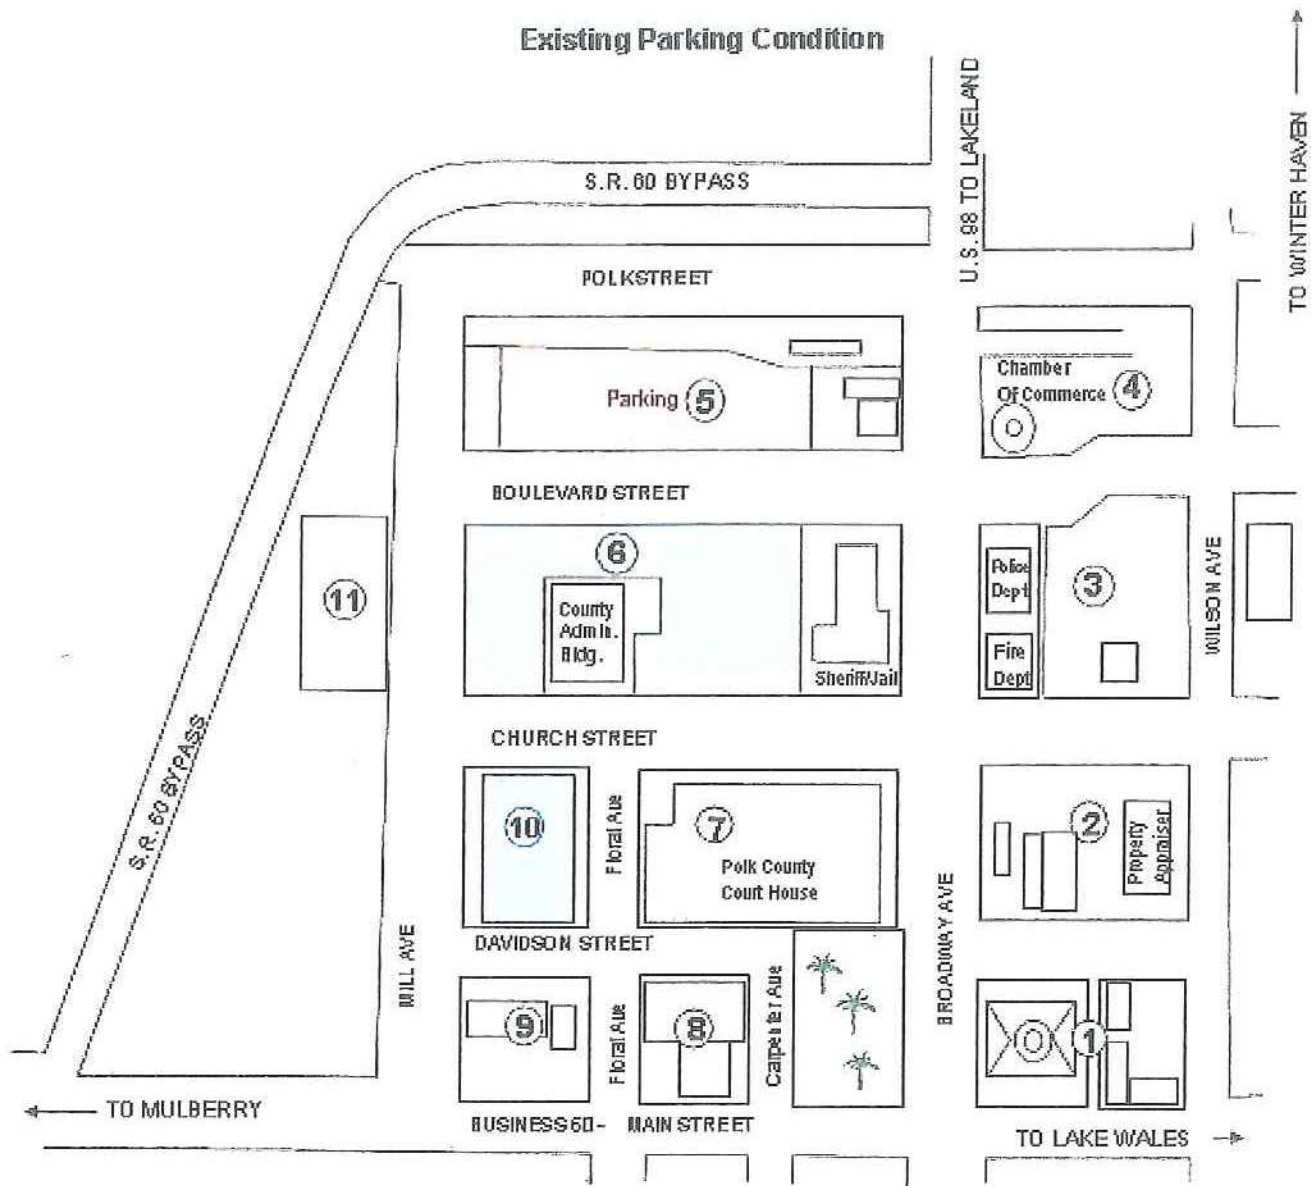 Existing Parking Condition
TO WINTER HAVEN
U.S. 98 TO LAKELAND
S.R. 60 BYPASS
POLKSTREET
Parking 5
Chamber
Of Commerce 4
BOULEVARD STREET
6
County
Admin.
Bldg.
Sheriff/Jail
Police
Dept
Fire
Dept
3
WILSON AVE
11
S.R. 60 BYPASS
CHURCH STREET
10
Floral Ave
7
Polk County
Court House
2
Property
Appraiser
MILL AVE
DAVIDSON STREET
BROADWAY AVE
9
Floral Ave
8
Carpenter Ave
1
TO MULBERRY
BUSINESS 60- MAIN STREET
TO LAKE WALES